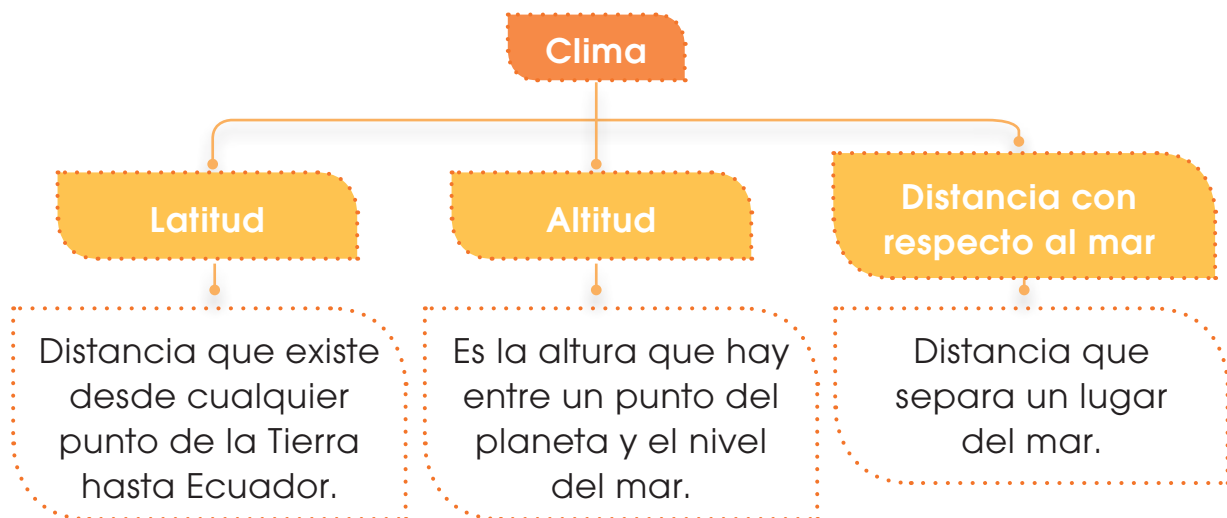 Clima
Latitud
Distancia que existe
desde cualquier
punto de la Tierra
hasta Ecuador.
Altitud
Es la altura que hay
entre un punto del
planeta y el nivel
del mar.
Distancia con
respecto al mar
Distancia que
separa un lugar
del mar.